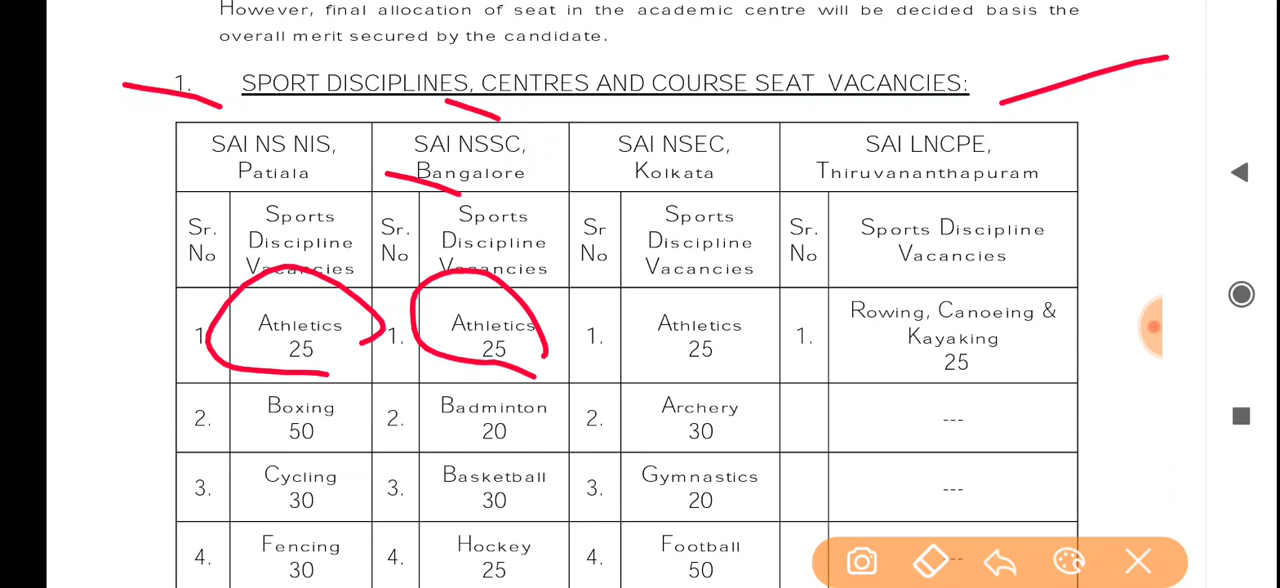 However, final allocation of seat in the academic centre will be decided basis the
overall merit secured by the candidate.
1. SPORT DISCIPLINES, CENTRES AND COURSE SEAT VACANCIES:
SAI NS NIS, Patiala
SAI NSSC, Bangalore
SAI NSEC, Kolkata
SAI LNCPE, Thiruvananthapuram
Sr. No
Sports Discipline Vacancies
Sr. No
Sports Discipline Vacancies
Sr No
Sports Discipline Vacancies
Sr. No
Sports Discipline Vacancies
1. Athletics 25
1. Athletics 25
1. Athletics 25
1. Rowing, Canoeing & Kayaking 25
2. Boxing 50
2. Badminton 20
2. Archery 30
---
3. Cycling 30
3. Basketball 30
3. Gymnastics 20
---
4. Fencing 30
4. Hockey 25
4. Football 50
---